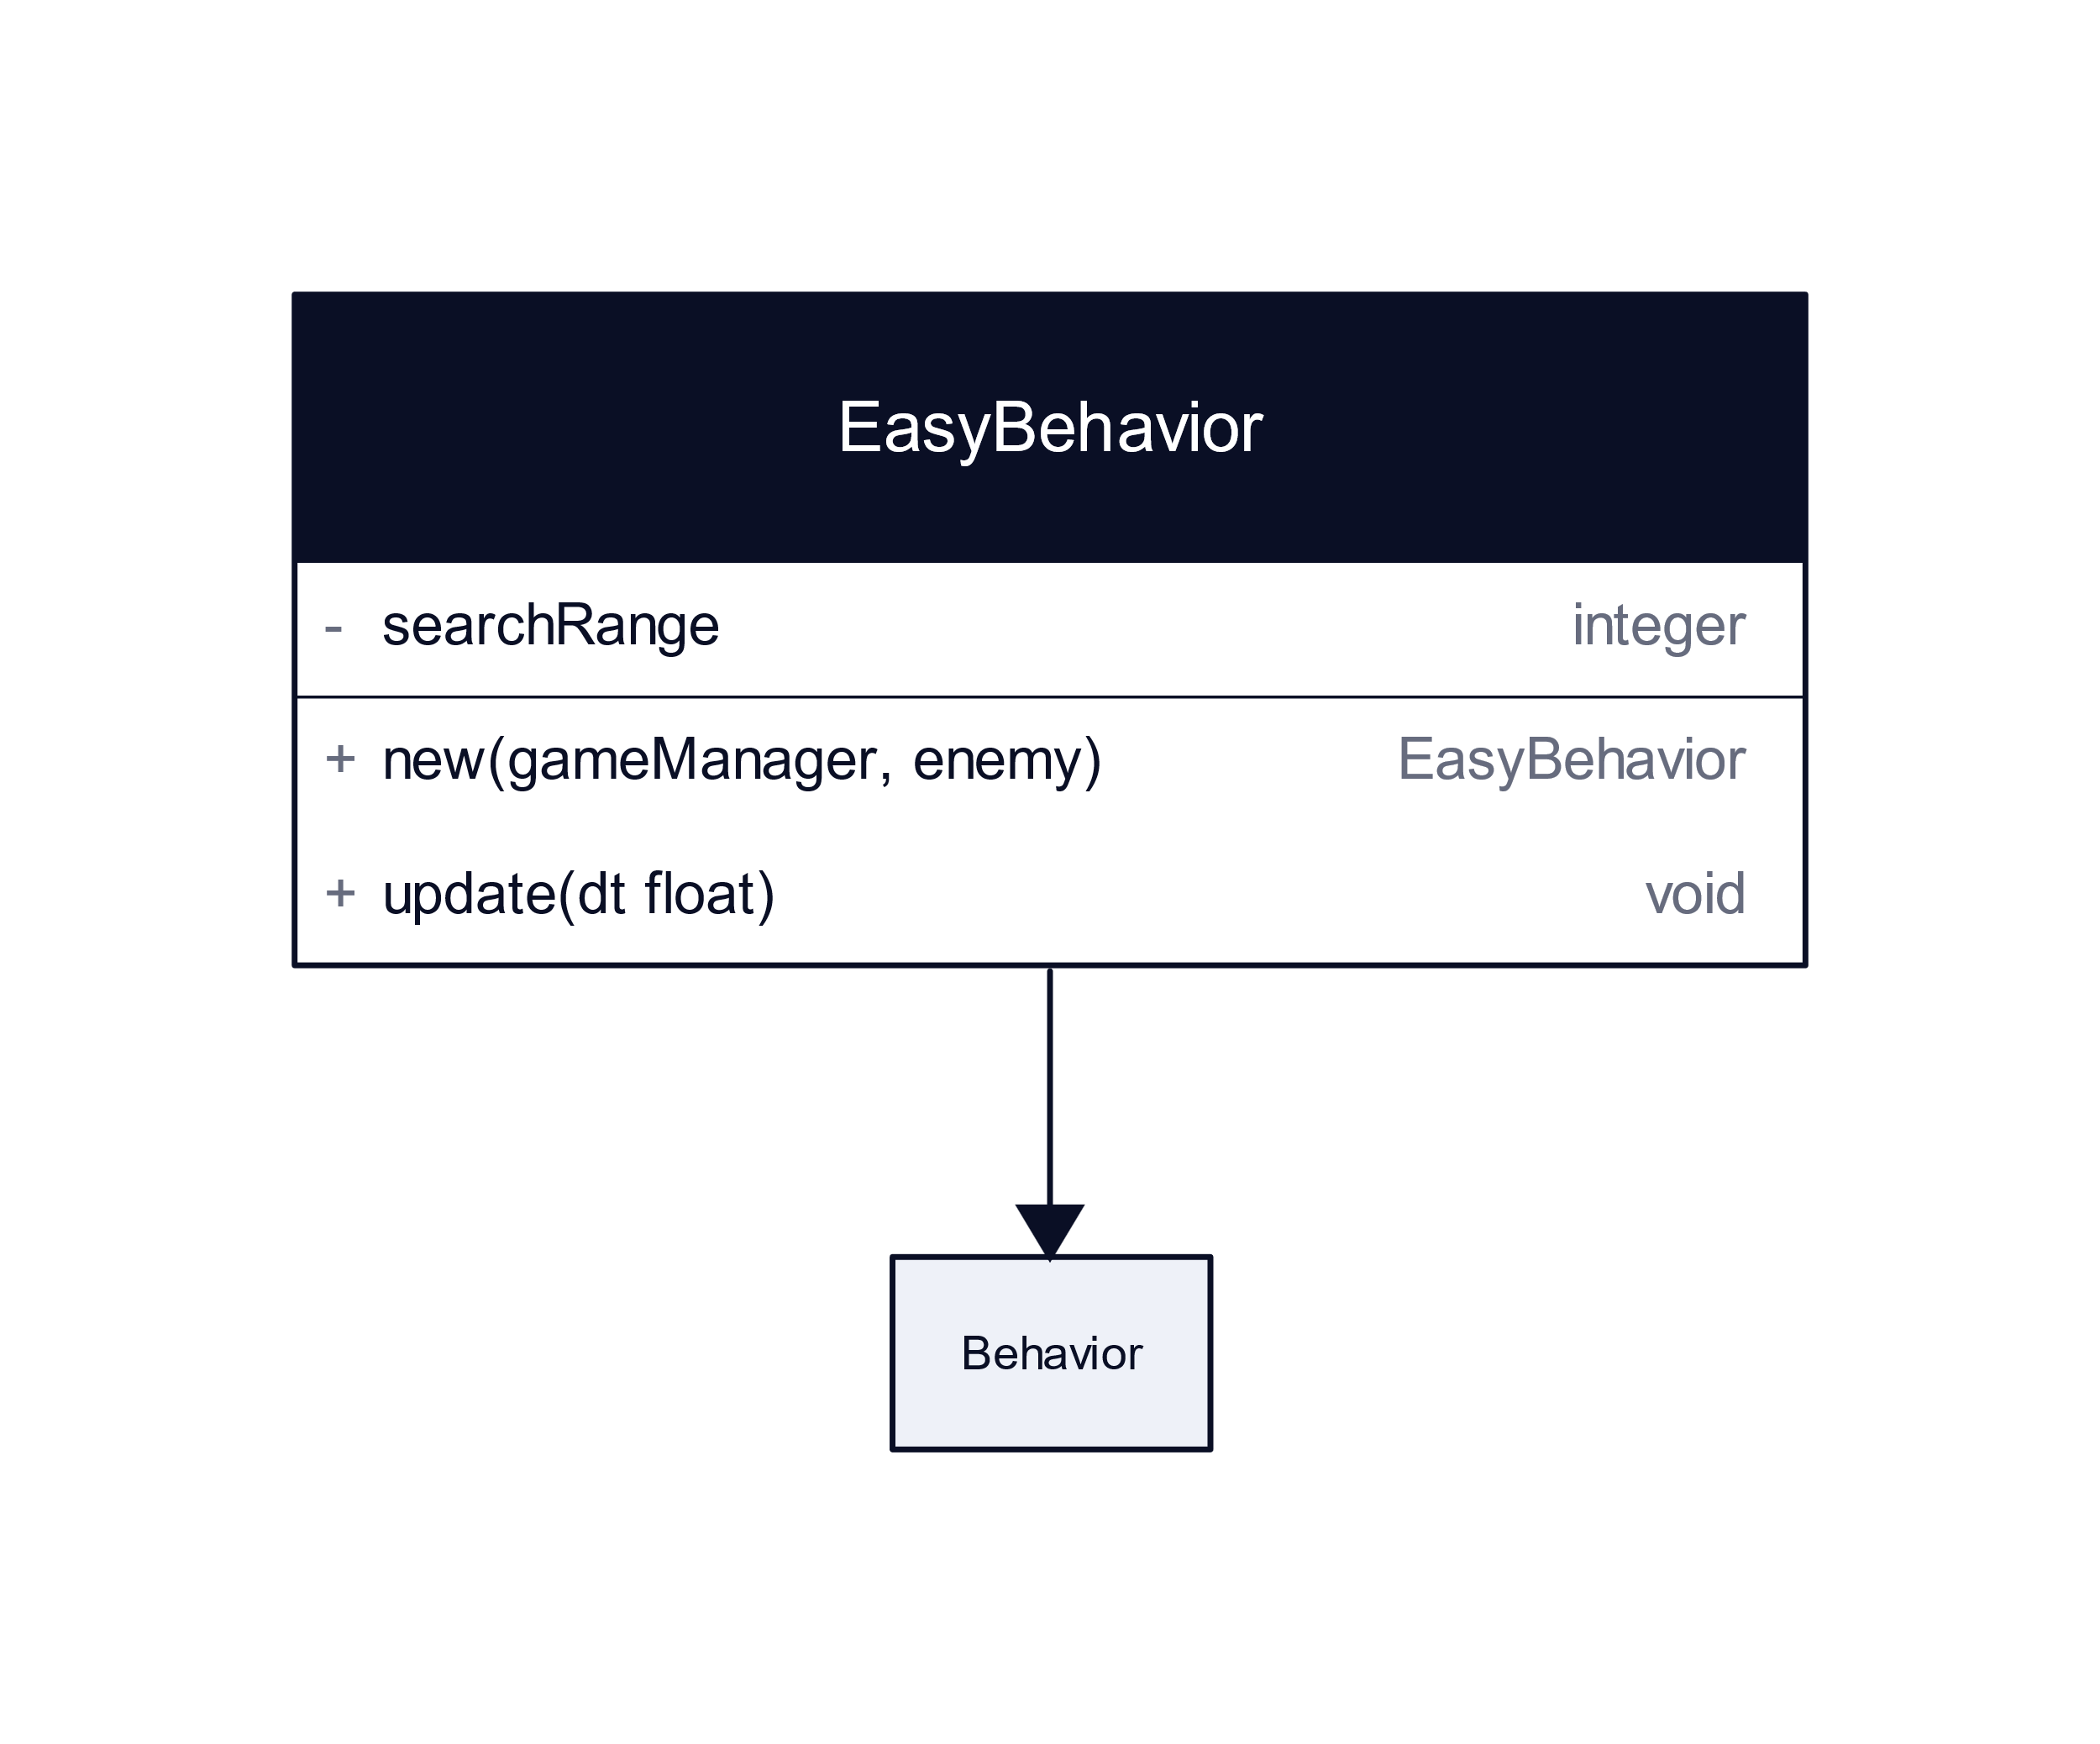 EasyBehavior
- searchRange integer
+ new(gameManager, enemy) EasyBehavior
+ update(dt float) void
Behavior